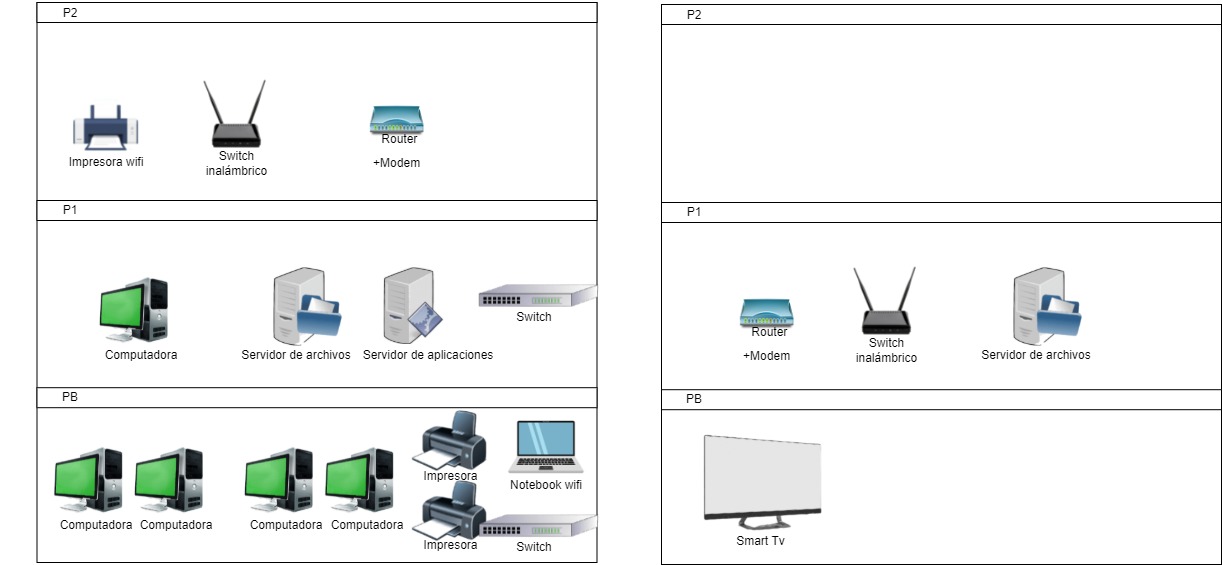 P2
Impresora wifi
Switch
inalámbrico
Router
+Modem
P1
Computadora
Servidor de archivos
Servidor de aplicaciones
Switch
PB
Computadora
Computadora
Computadora
Computadora
Impresora
Impresora
Notebook wifi
Switch
P2
P1
Router
+Modem
Switch
inalámbrico
Servidor de archivos
PB
Smart Tv